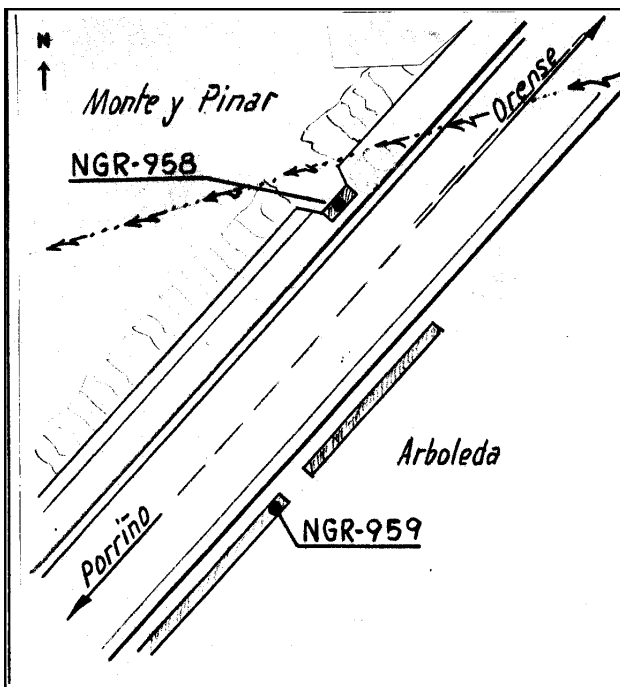 N
Orense
Monte y Pinar
NGR-958
Arboleda
NGR-959
Porriño